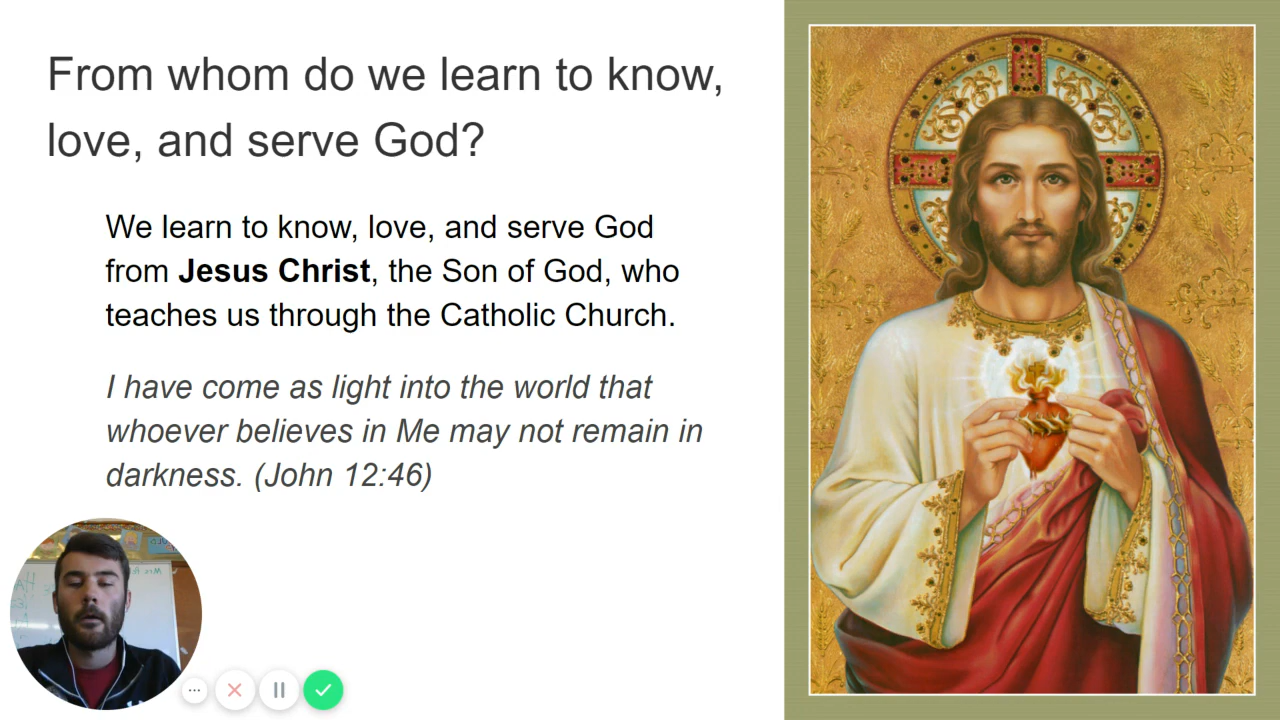 From whom do we learn to know,
love, and serve God?
We learn to know, love, and serve God
from Jesus Christ, the Son of God, who
teaches us through the Catholic Church.
I have come as light into the world that
whoever believes in Me may not remain in
darkness. (John 12:46)